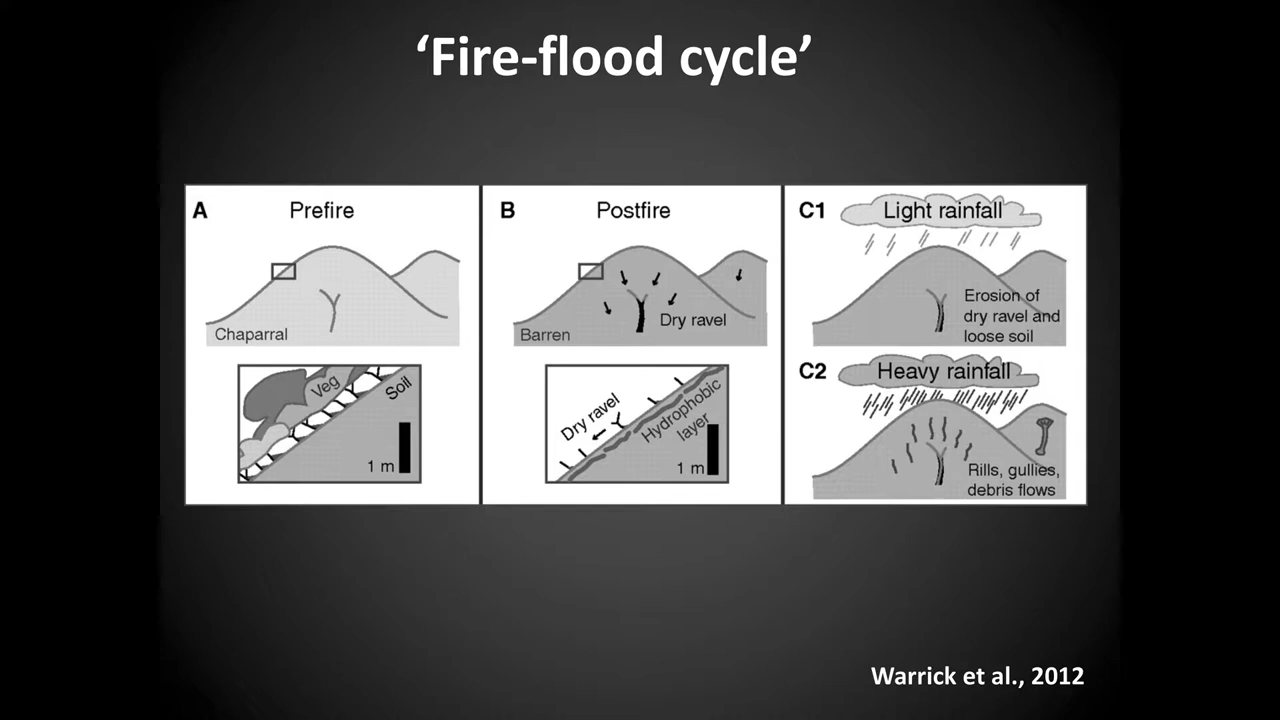 ‘Fire-flood cycle’
A
Prefire
Chaparral
Veg
Soil
1 m
B
Postfire
Dry ravel
Barren
Dry ravel
Hydrophobic
layer
1 m
C1
Light rainfall
Erosion of
dry ravel and
loose soil
C2
Heavy rainfall
Rills, gullies,
debris flows
Warrick et al., 2012